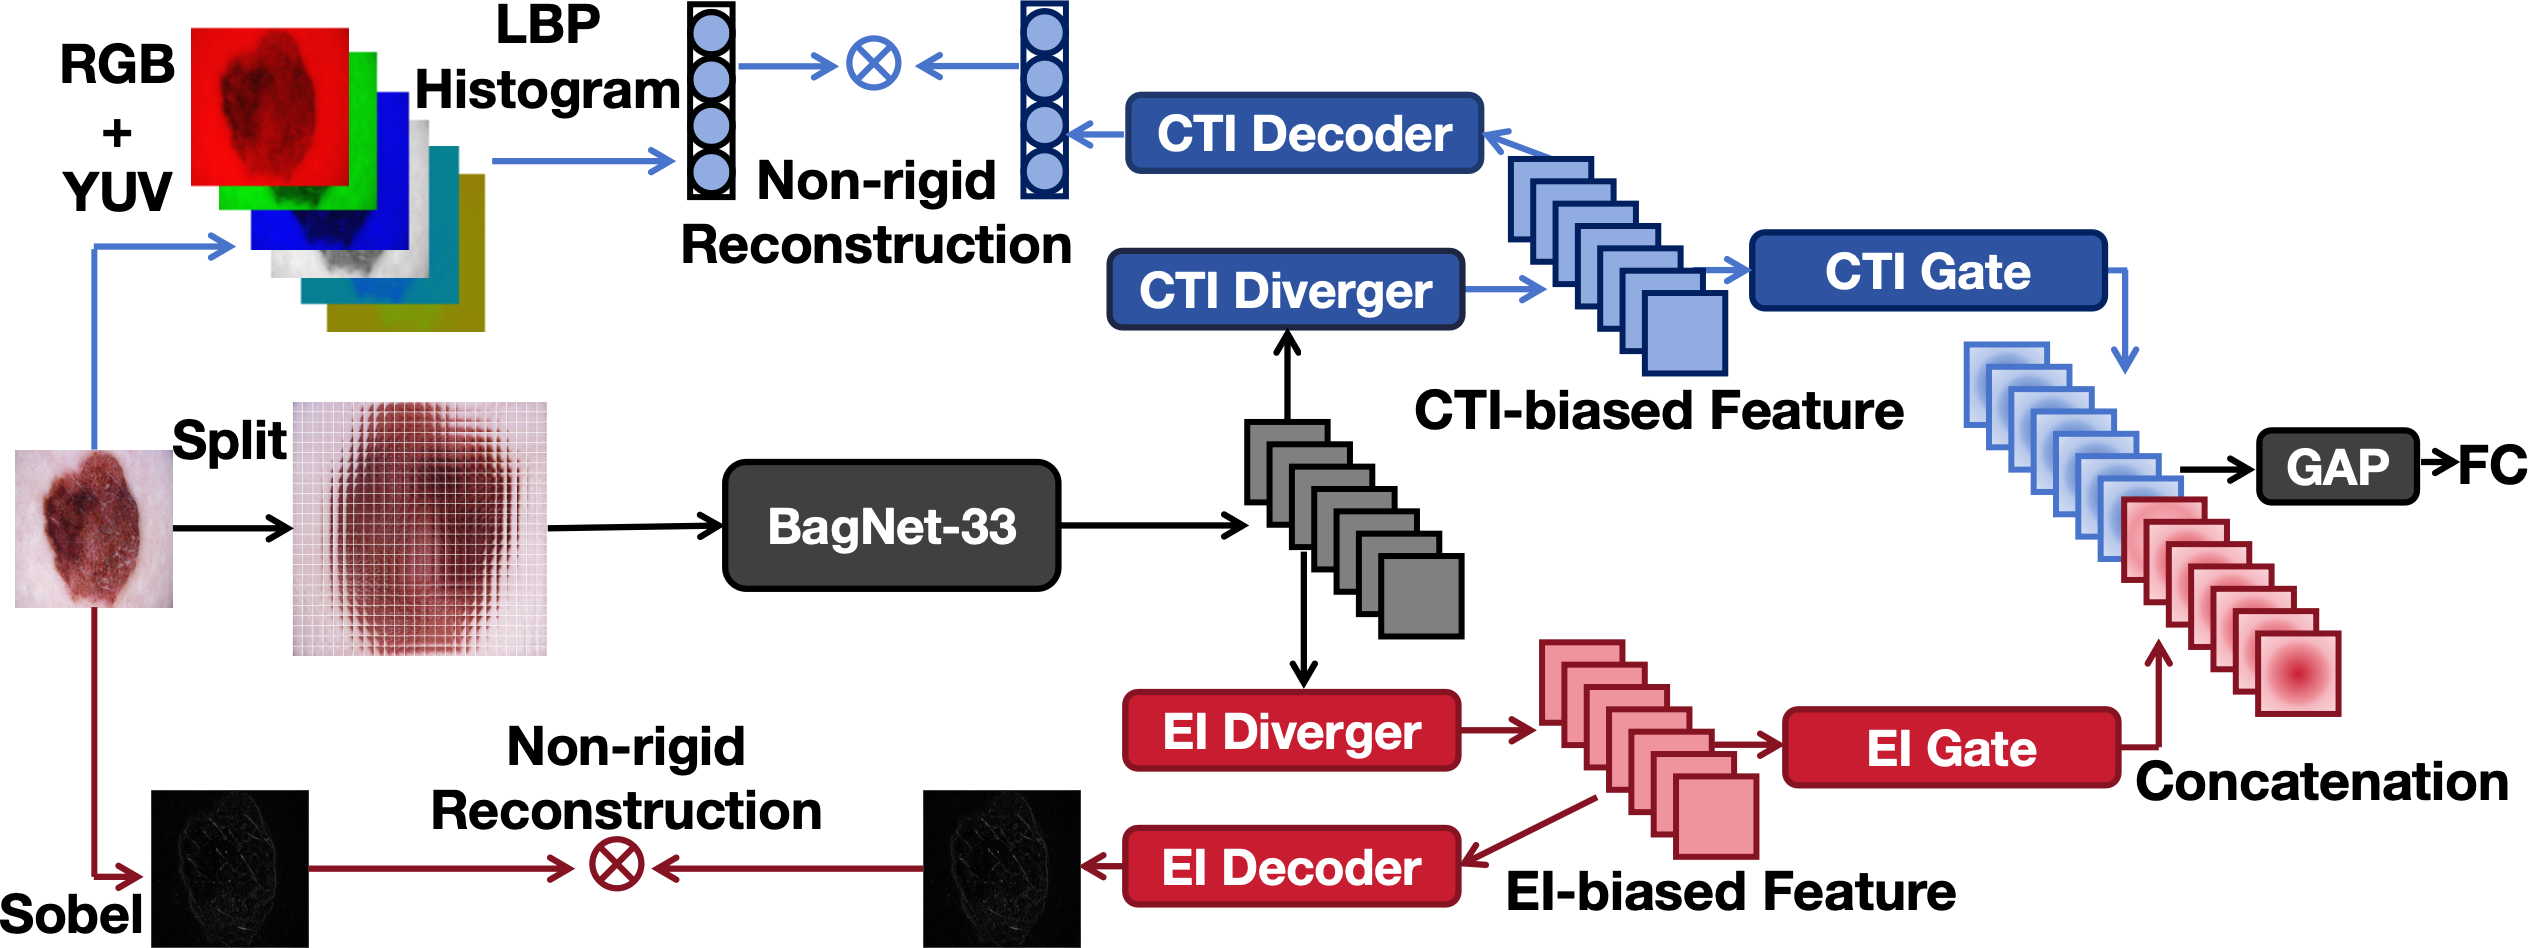 RGB
+
YUV
LBP
Histogram
Non-rigid
Reconstruction
CTI Decoder
CTI Diverger
CTI Gate
CTI-biased Feature
Split
BagNet-33
GAP
FC
EI Diverger
EI Gate
Concatenation
Non-rigid
Reconstruction
EI Decoder
EI-biased Feature
Sobel